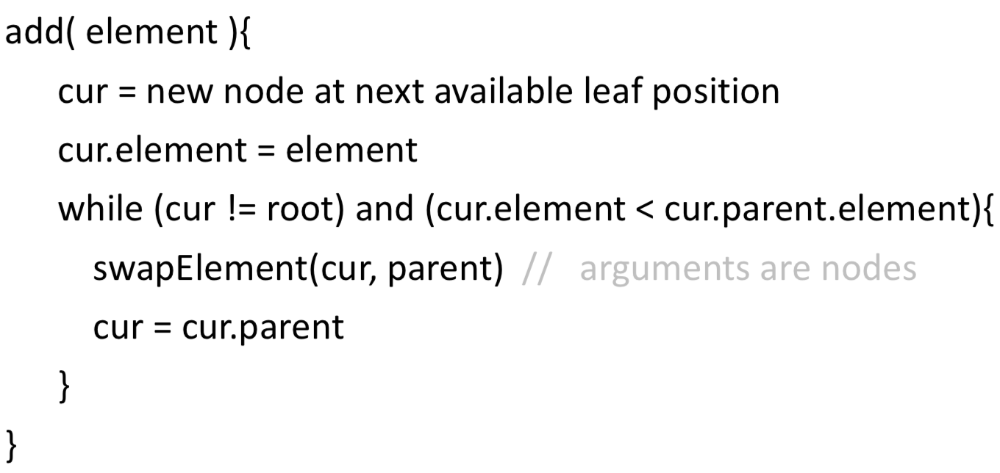 add( element ){
cur = new node at next available leaf position
cur.element = element
while (cur != root) and (cur.element < cur.parent.element){
swapElement(cur, parent) // arguments are nodes
cur = cur.parent
}
}